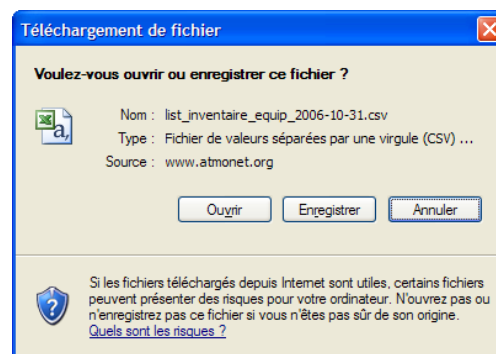 Téléchargement de fichier
Voulez-vous ouvrir ou enregistrer ce fichier ?
Nom : list_inventaire_equip_2006-10-31.csv
Type : Fichier de valeurs séparées par une virgule (CSV) ...
Source : www.atmonet.org
Ouvrir Enregistrer Annuler
Si les fichiers téléchargés depuis Internet sont utiles, certains fichiers
peuvent présenter des risques pour votre ordinateur. N'ouvrez pas ou
n'enregistrez pas ce fichier si vous n'êtes pas sûr de son origine.
Quels sont les risques ?